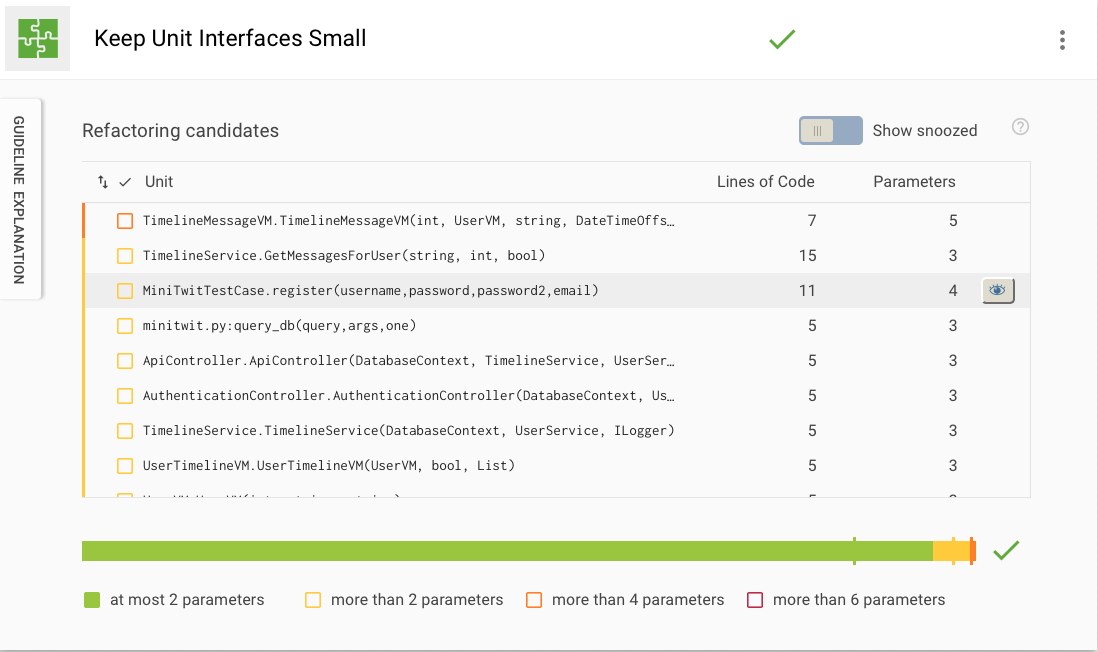 Keep Unit Interfaces Small
GUIDELINE EXPLANATION
Refactoring candidates
Show snoozed
Unit Lines of Code Parameters
TimelineMessageVM.TimelineMessageVM(int, UserVM, string, DateTimeOffs… 7 5
TimelineService.GetMessagesForUser(string, int, bool) 15 3
MiniTwitTestCase.register(username,password,password2,email) 11 4
minitwit.py:query_db(query,args,one) 5 3
ApiController.ApiController(DatabaseContext, TimelineService, UserSer… 5 3
AuthenticationController.AuthenticationController(DatabaseContext, Us… 5 3
TimelineService.TimelineService(DatabaseContext, UserService, ILogger) 5 3
UserTimelineVM.UserTimelineVM(UserVM, bool, List) 5 3
at most 2 parameters more than 2 parameters more than 4 parameters more than 6 parameters